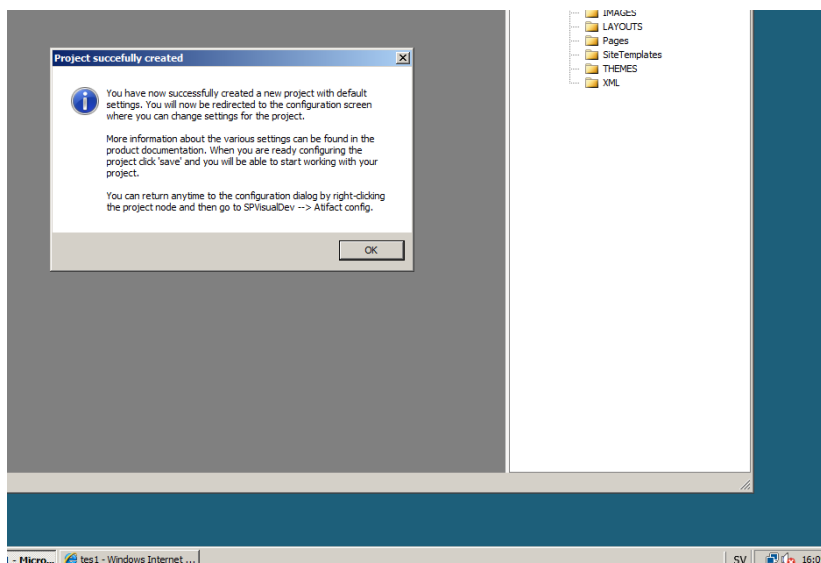 IMAGES
LAYOUTS
Pages
SiteTemplates
THEMES
XML
Project succefully created
You have now successfully created a new project with default
settings. You will now be redirected to the configuration screen
where you can change settings for the project.
More information about the various settings can be found in the
product documentation. When you are ready configuring the
project click 'save' and you will be able to start working with your
project.
You can return anytime to the configuration dialog by right-clicking
the project node and then go to SPVisualDev --> Atifact config.
OK
- Micro...
tes1 - Windows Internet ...
SV
16:0